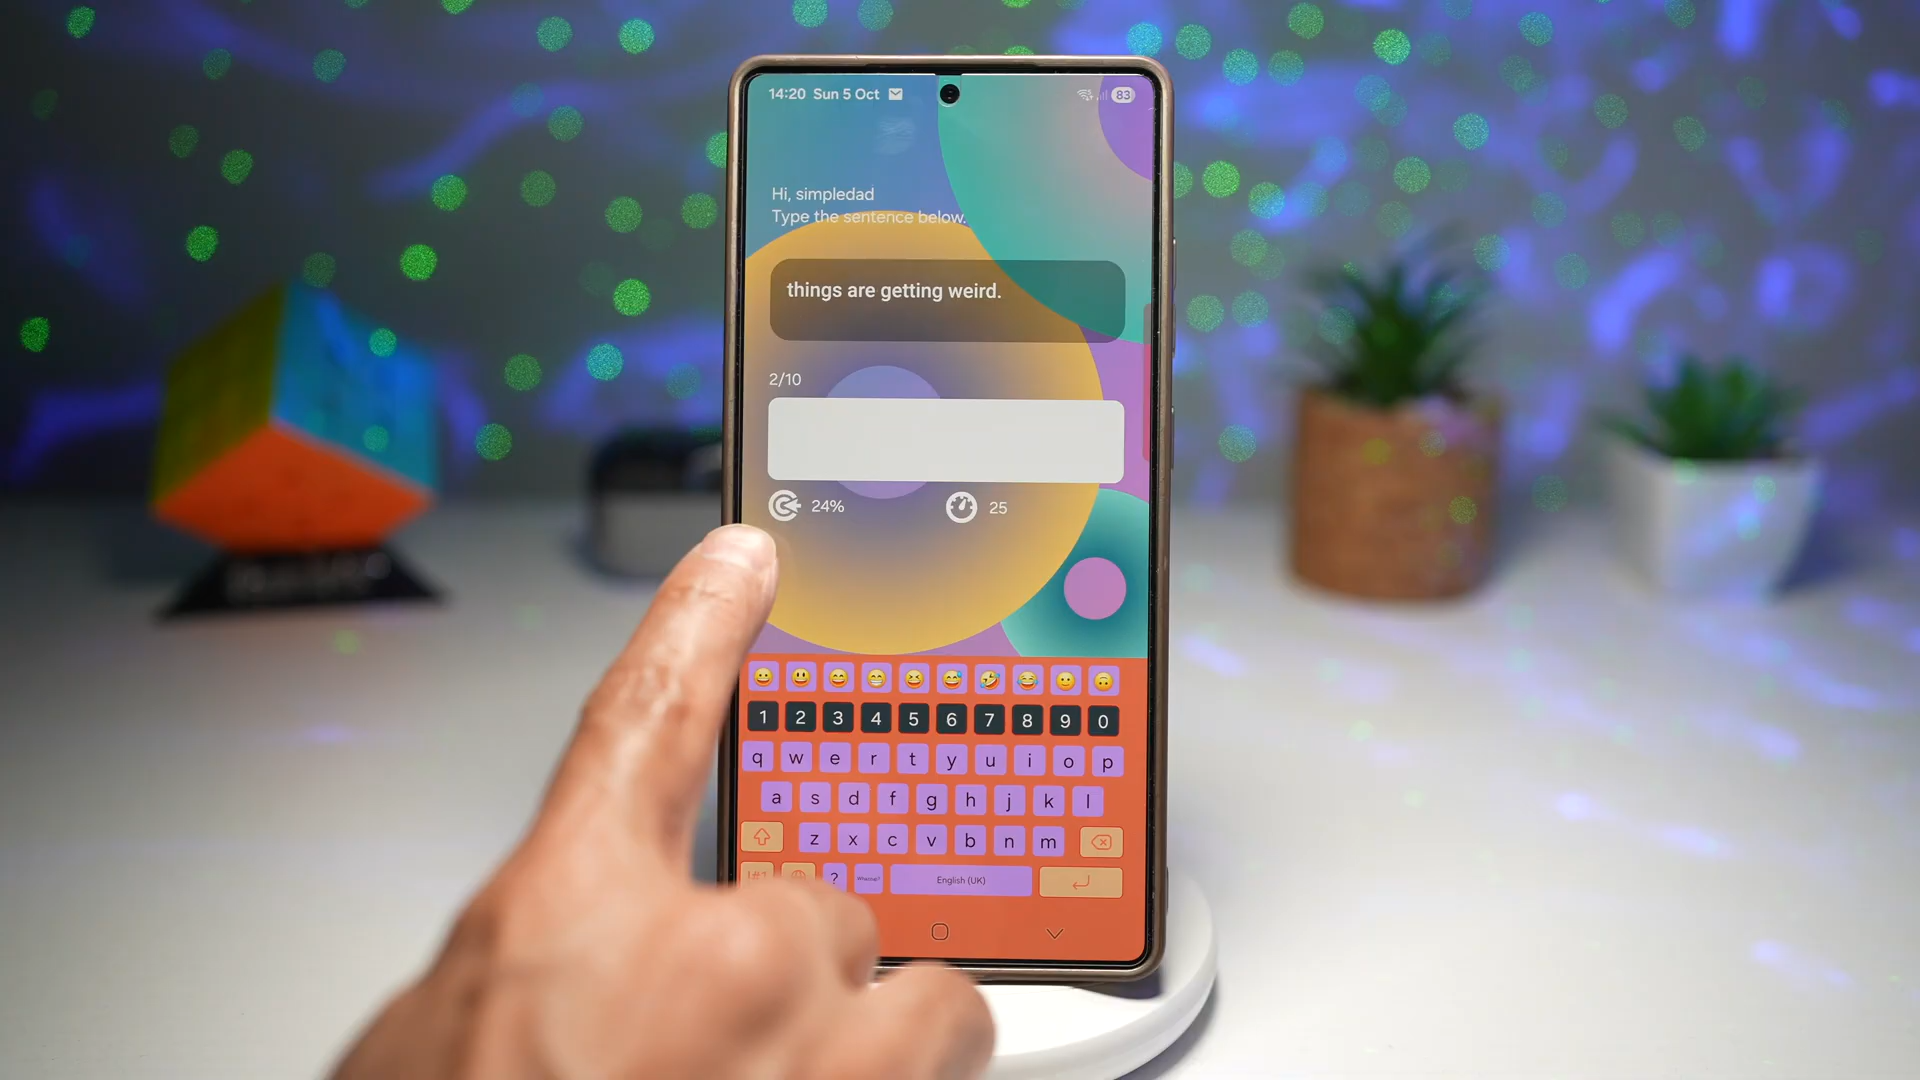 14:20 Sun 5 Oct 83
Hi, simpledad
Type the sentence below.
things are getting weird.
2/10
24% 25
1 2 3 4 5 6 7 8 9 0
q w e r t y u i o p
a s d f g h j k l
z x c v b n m
!#1 ? English (UK)